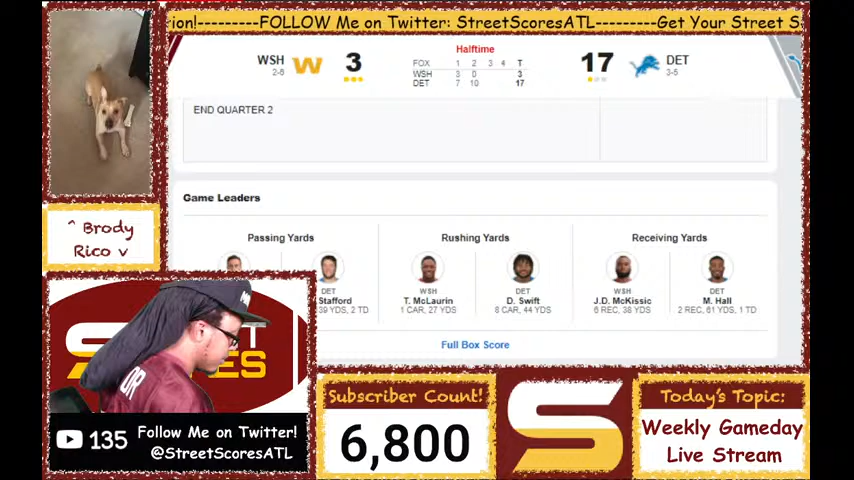 ion!---------FOLLOW Me on Twitter: StreetScoresATL---------Get Your Street S
WSH
2-6
3
Halftime
FOX 1 2 3 4 T
WSH 3 0 3
DET 7 10 17
17
DET
3-5
END QUARTER 2
Game Leaders
Passing Yards
Rushing Yards
Receiving Yards
DET
Stafford
39 YDS, 2 TD
WSH
T. McLaurin
1 CAR, 27 YDS
DET
D. Swift
8 CAR, 44 YDS
WSH
J.D. McKissic
6 REC, 38 YDS
DET
M. Hall
2 REC, 61 YDS, 1 TD
Full Box Score
^ Brody
Rico v
OR
135
Follow Me on Twitter!
@StreetScoresATL
Subscriber Count!
6,800
Today's Topic:
Weekly Gameday
Live Stream